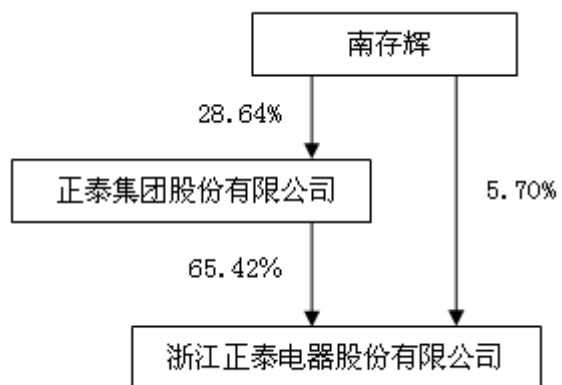 南存辉
28.64%
正泰集团股份有限公司
5.70%
65.42%
浙江正泰电器股份有限公司